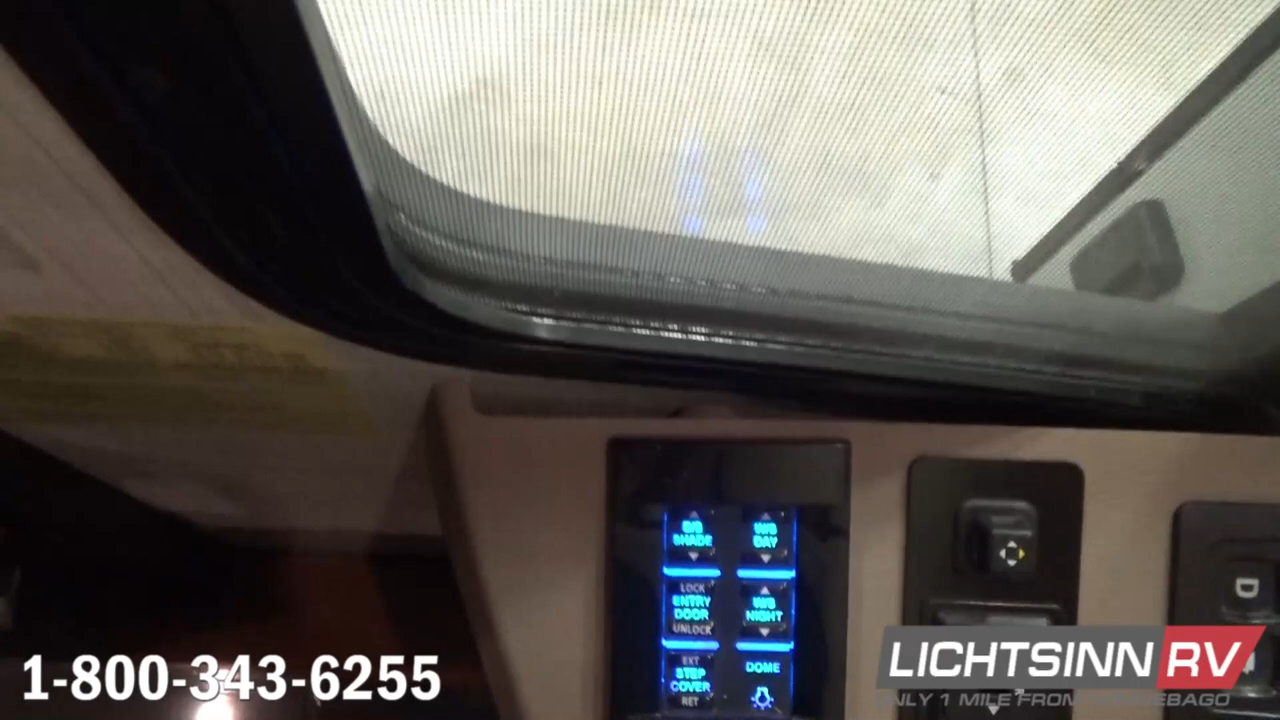 D/S
SHADE
W/S
DAY
LOCK
ENTRY
DOOR
UNLOCK
W/S
NIGHT
EXT
STEP
COVER
RET
DOME
D
1-800-343-6255
LICHTSINN RV
ONLY 1 MILE FROM WINNEBAGO